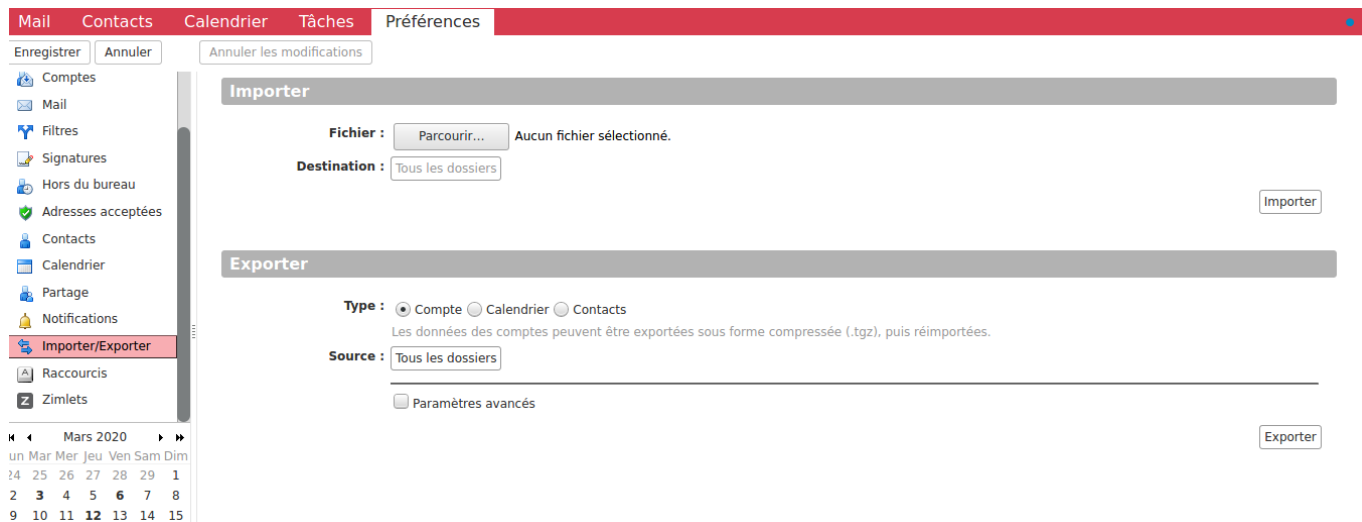 Mail Contacts Calendrier Tâches Préférences
Enregistrer Annuler Annuler les modifications
Comptes
Mail
Filtres
Signatures
Hors du bureau
Adresses acceptées
Contacts
Calendrier
Partage
Notifications
Importer/Exporter
Raccourcis
Zimlets
Mars 2020
un Mar Mer Jeu Ven Sam Dim
24 25 26 27 28 29 1
2 3 4 5 6 7 8
9 10 11 12 13 14 15
Importer
Fichier : Parcourir... Aucun fichier sélectionné.
Destination : Tous les dossiers
Importer
Exporter
Type : Compte Calendrier Contacts
Les données des comptes peuvent être exportées sous forme compressée (.tgz), puis réimportées.
Source : Tous les dossiers
Paramètres avancés
Exporter